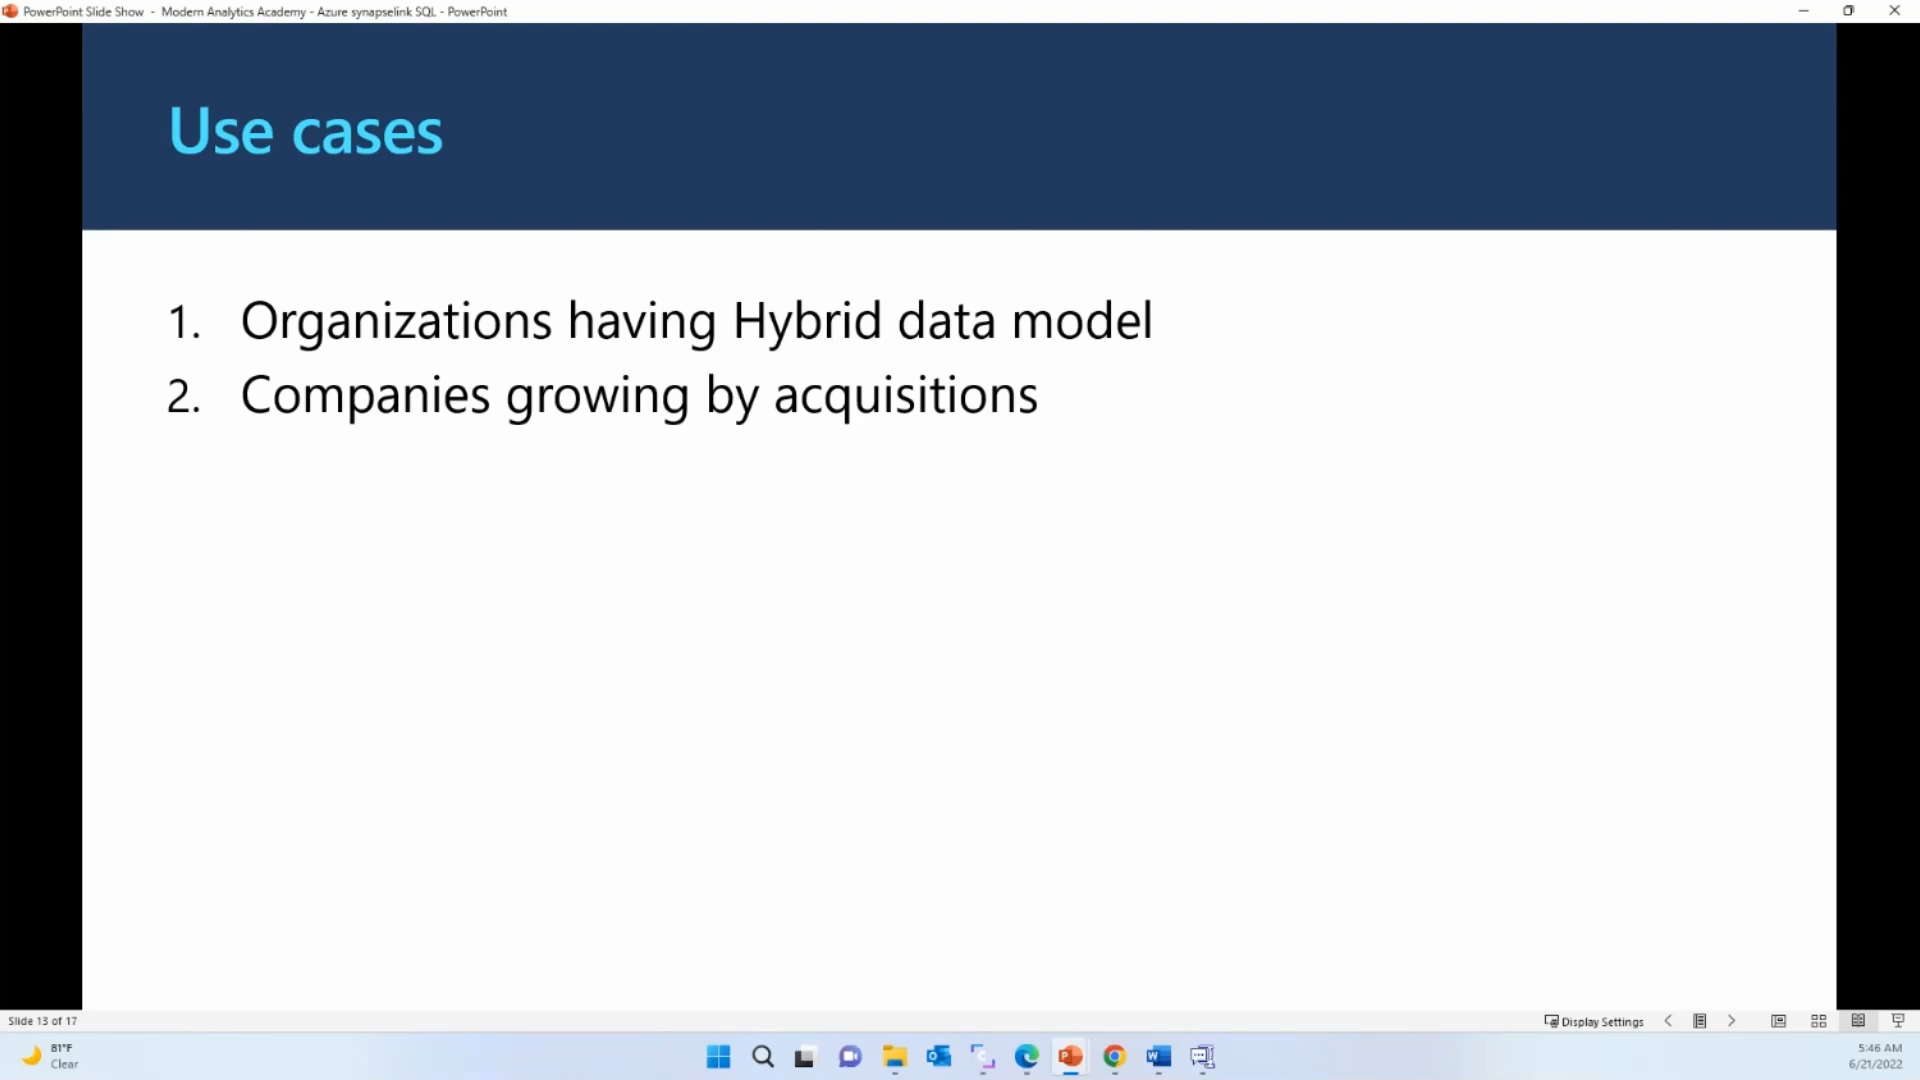 PowerPoint Slide Show - Modern Analytics Academy - Azure synapselink SQL - PowerPoint
Use cases
1. Organizations having Hybrid data model
2. Companies growing by acquisitions
Slide 13 of 17
Display Settings
81°F
Clear
5:46 AM
6/21/2022